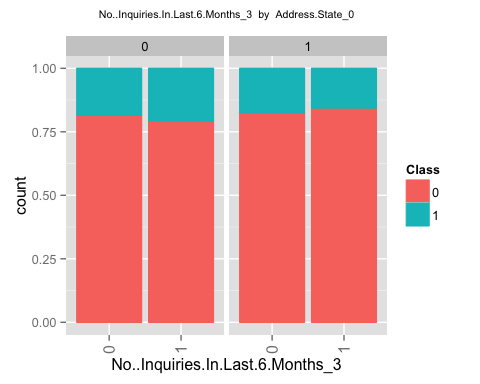 No..Inquiries.In.Last.6.Months_3 by Address.State_0
0 1
1.00
0.75
0.50
0.25
0.00
count
0 1 0 1
No..Inquiries.In.Last.6.Months_3
Class
0
1